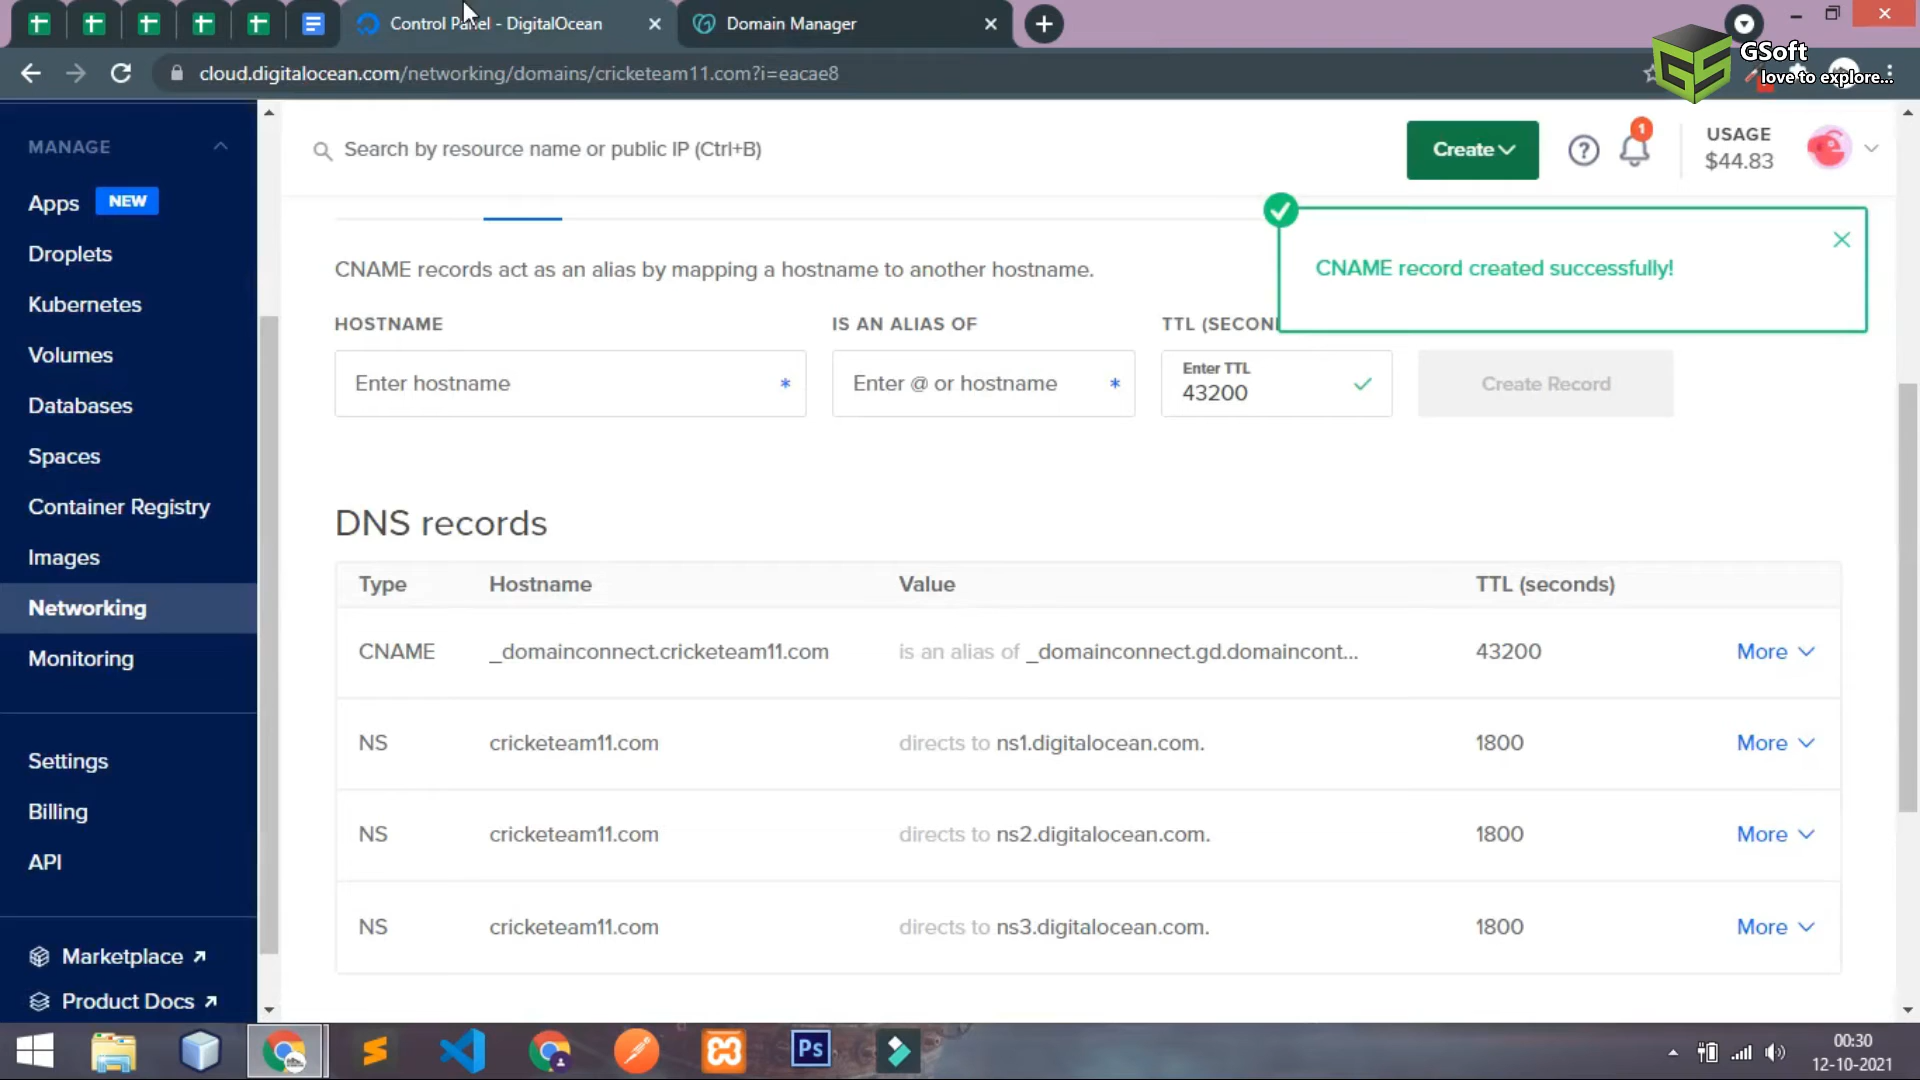 Control Panel - DigitalOcean
Domain Manager
cloud.digitalocean.com/networking/domains/cricketeam11.com?i=eacae8
GSoft
love to explore...
MANAGE
Apps NEW
Droplets
Kubernetes
Volumes
Databases
Spaces
Container Registry
Images
Networking
Monitoring
Settings
Billing
API
Marketplace
Product Docs
Search by resource name or public IP (Ctrl+B)
Create
1
USAGE
$44.83
CNAME record created successfully!
CNAME records act as an alias by mapping a hostname to another hostname.
HOSTNAME IS AN ALIAS OF TTL (SECON
Enter hostname * Enter @ or hostname * Enter TTL
43200
Create Record
DNS records
Type Hostname Value TTL (seconds)
CNAME _domainconnect.cricketeam11.com is an alias of _domainconnect.gd.domaincont... 43200 More
NS cricketeam11.com directs to ns1.digitalocean.com. 1800 More
NS cricketeam11.com directs to ns2.digitalocean.com. 1800 More
NS cricketeam11.com directs to ns3.digitalocean.com. 1800 More
Ps
00:30
12-10-2021